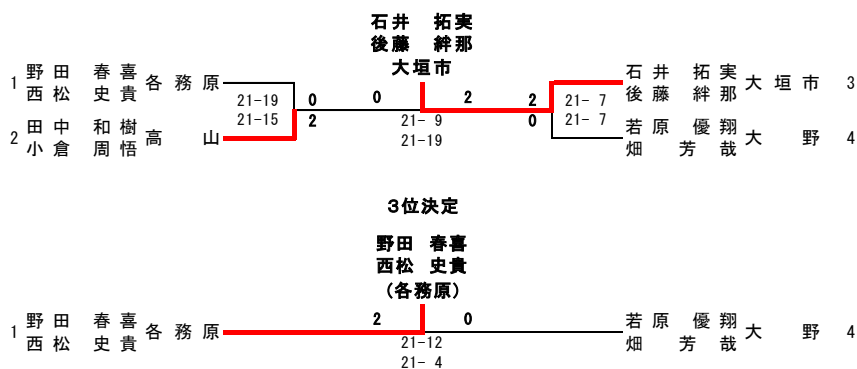 石井 拓実
後藤 絆那
大垣市
1 野田 春喜 各務原
西松 史貴
2 田中 和樹 高山
小倉 周悟
21-19 0
21-15 2
0 2
21- 9
21-19
2 21- 7
0 21- 7
石井 拓実 大垣市 3
後藤 絆那
若原 優翔 大野 4
畑 芳哉
3位決定
野田 春喜
西松 史貴
(各務原)
1 野田 春喜 各務原
西松 史貴
2 0
21-12
21- 4
若原 優翔 大野 4
畑 芳哉